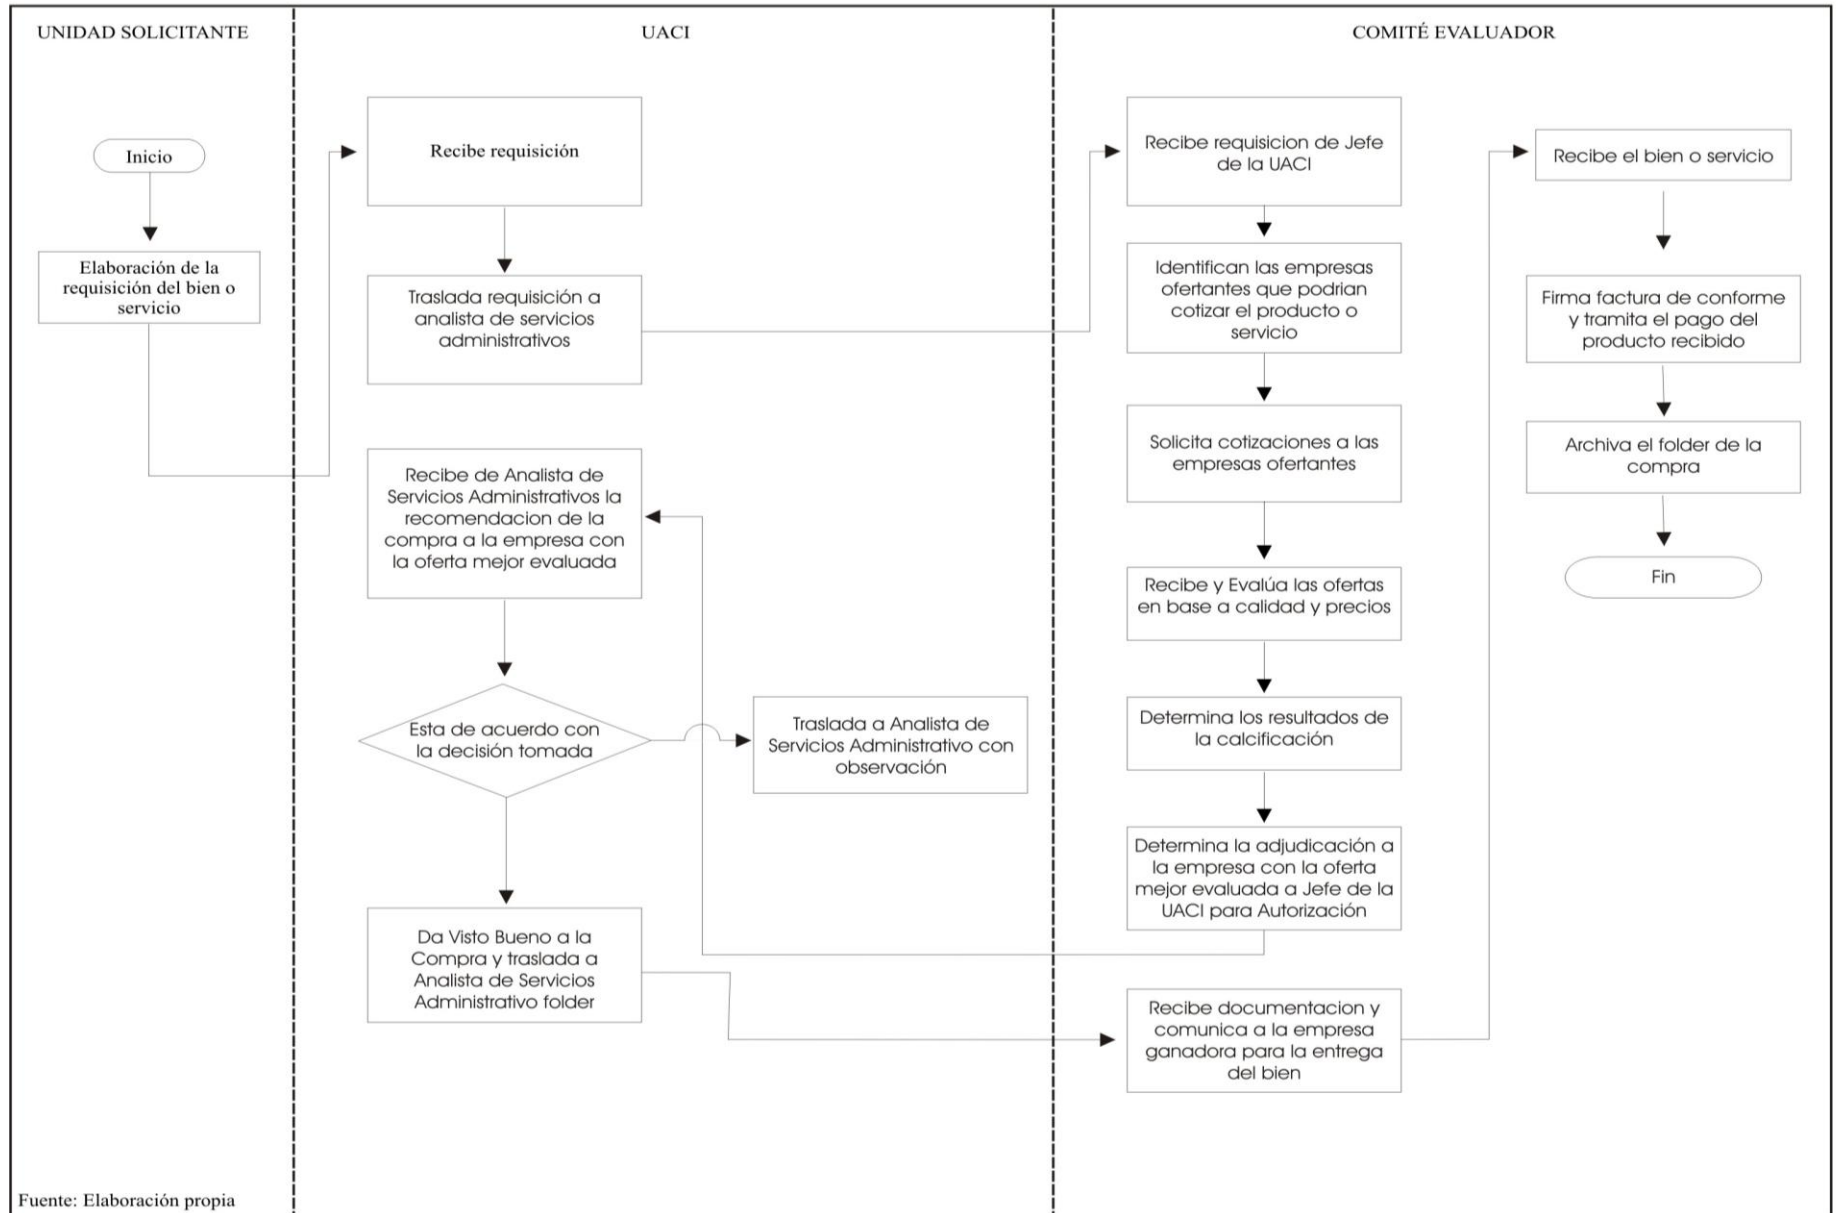 UNIDAD SOLICITANTE
UACI
COMITÉ EVALUADOR
Inicio
Elaboración de la
requisición del bien o
servicio
Recibe requisición
Traslada requisición a
analista de servicios
administrativos
Recibe de Analista de
Servicios Administrativos la
recomendacion de la
compra a la empresa con
la oferta mejor evaluada
Esta de acuerdo con
la decisión tomada
Traslada a Analista de
Servicios Administrativo con
observación
Da Visto Bueno a la
Compra y traslada a
Analista de Servicios
Administrativo folder
Recibe requisicion de Jefe
de la UACI
Identifican las empresas
ofertantes que podrian
cotizar el producto o
servicio
Solicita cotizaciones a las
empresas ofertantes
Recibe y Evalúa las ofertas
en base a calidad y precios
Determina los resultados de
la calcificación
Determina la adjudicación a
la empresa con la oferta
mejor evaluada a Jefe de la
UACI para Autorización
Recibe documentacion y
comunica a la empresa
ganadora para la entrega
del bien
Recibe el bien o servicio
Firma factura de conforme
y tramita el pago del
producto recibido
Archiva el folder de la
compra
Fin
Fuente: Elaboración propia